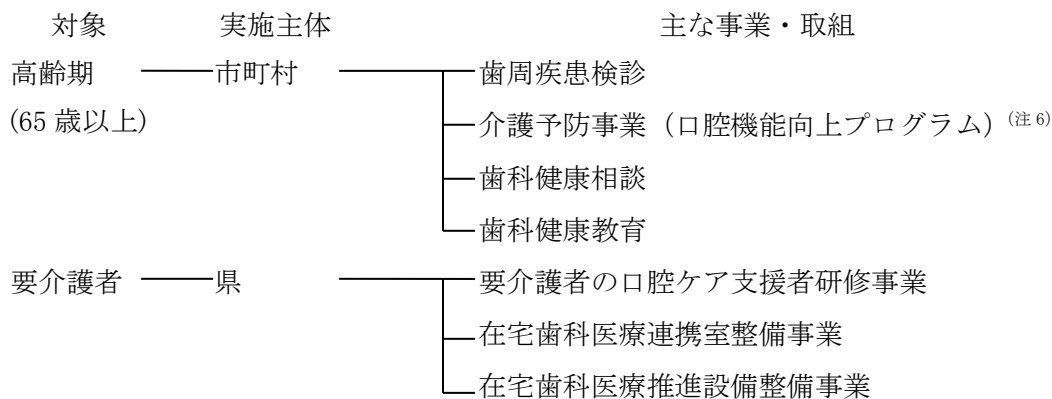 対象 実施主体 主な事業・取組
高齢期 市町村 歯周疾患検診
(65 歳以上) 介護予防事業（口腔機能向上プログラム）(注 6)
歯科健康相談
歯科健康教育
要介護者 県 要介護者の口腔ケア支援者研修事業
在宅歯科医療連携室整備事業
在宅歯科医療推進設備整備事業